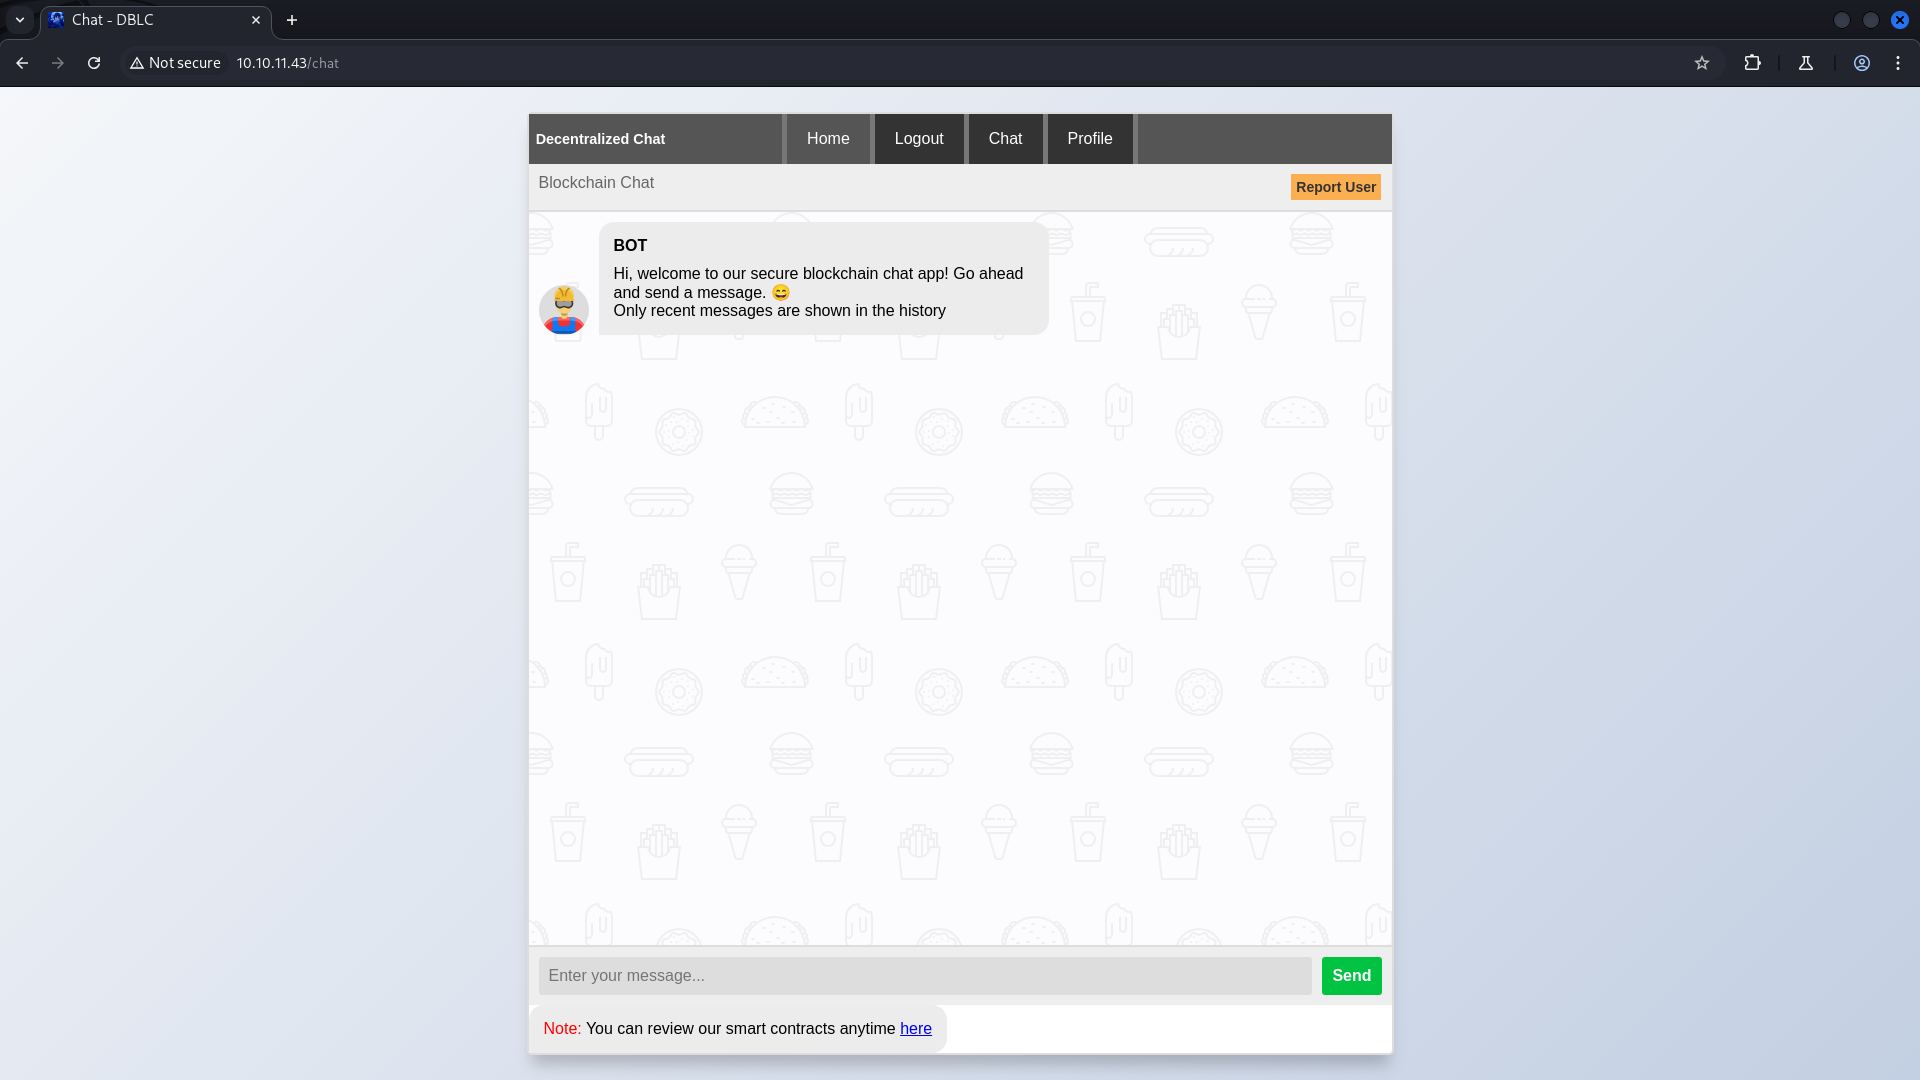 Chat - DBLC
Not secure 10.10.11.43/chat
Decentralized Chat Home Logout Chat Profile
Blockchain Chat Report User
BOT
Hi, welcome to our secure blockchain chat app! Go ahead
and send a message. 😄
Only recent messages are shown in the history
Enter your message... Send
Note: You can review our smart contracts anytime here